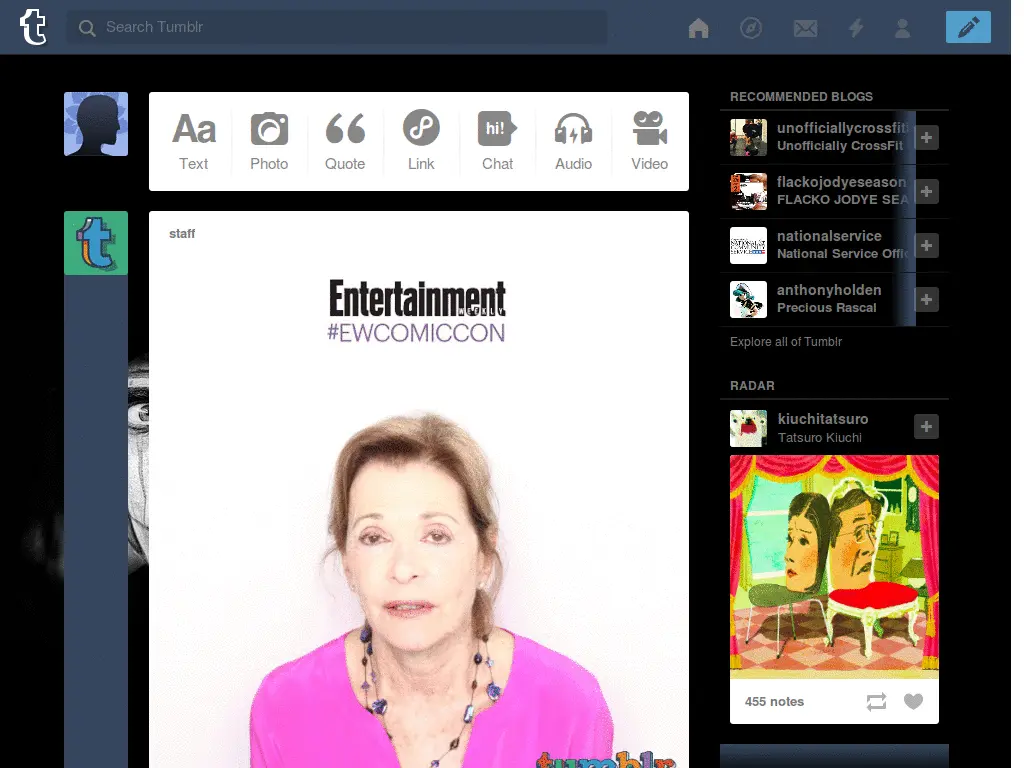 t Search Tumblr
Aa
hi!
Text Photo Quote Link Chat Audio Video
t
staff
Entertainment
WEEKLY
#EWCOMICCON
tumblr
RECOMMENDED BLOGS
unofficiallycrossfit
Unofficially CrossFit
flackojodyeseason
FLACKO JODYE SEA
nationalservice
National Service Offi
anthonyholden
Precious Rascal
Explore all of Tumblr
RADAR
kiuchitatsuro
Tatsuro Kiuchi
455 notes